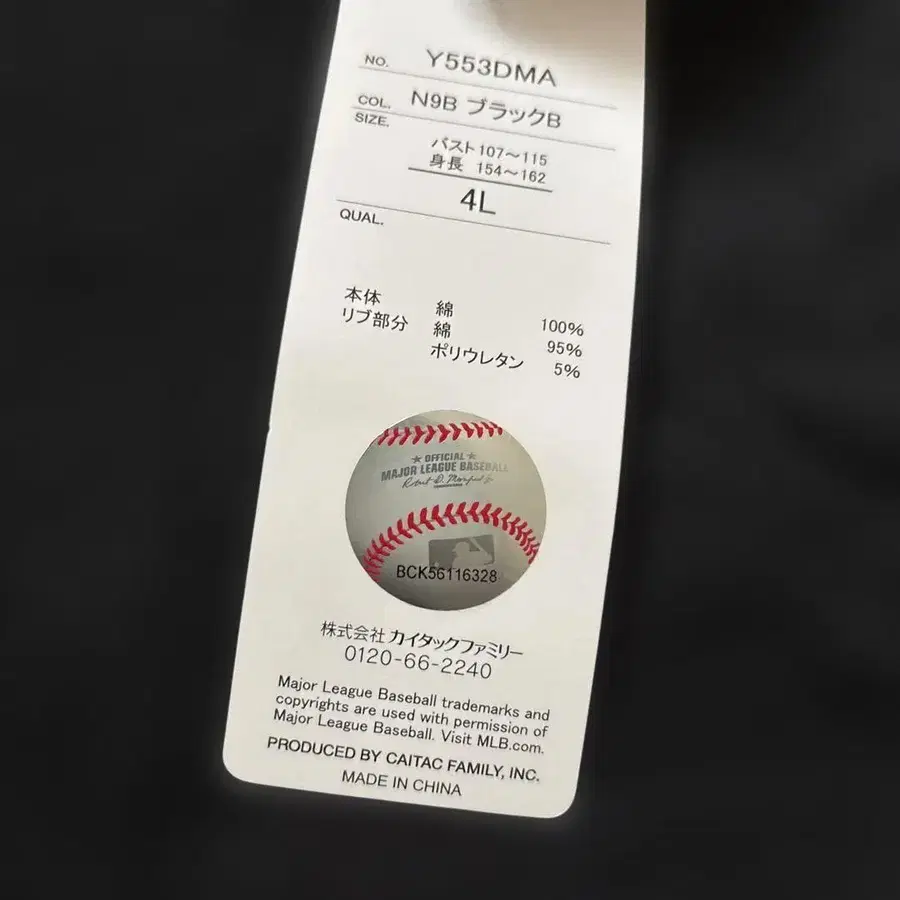 NO. Y553DMA
COL. N9B ブラックB
SIZE.
バスト107～115
身長 154～162
4L
QUAL.
本体 綿 100%
リブ部分 綿 95%
ポリウレタン 5%
★ OFFICIAL ★
MAJOR LEAGUE BASEBALL
BCK56116328
株式会社 カイタックファミリー
0120-66-2240
Major League Baseball trademarks and
copyrights are used with permission of
Major League Baseball. Visit MLB.com.
PRODUCED BY CAITAC FAMILY, INC.
MADE IN CHINA